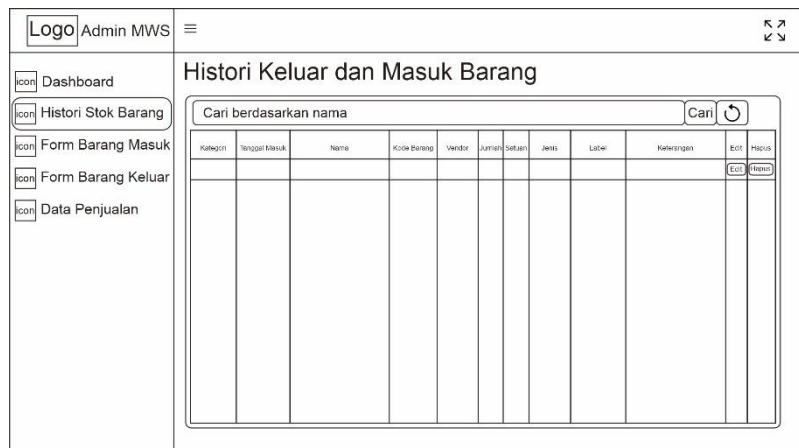 Logo Admin MWS
icon Dashboard
icon Histori Stok Barang
icon Form Barang Masuk
icon Form Barang Keluar
icon Data Penjualan
Histori Keluar dan Masuk Barang
Cari berdasarkan nama Cari
Kategori Tanggal Masuk Nama Kode Barang Vendor Jumlah Satuan Jenis Label Keterangan Edit Hapus
Edit Hapus